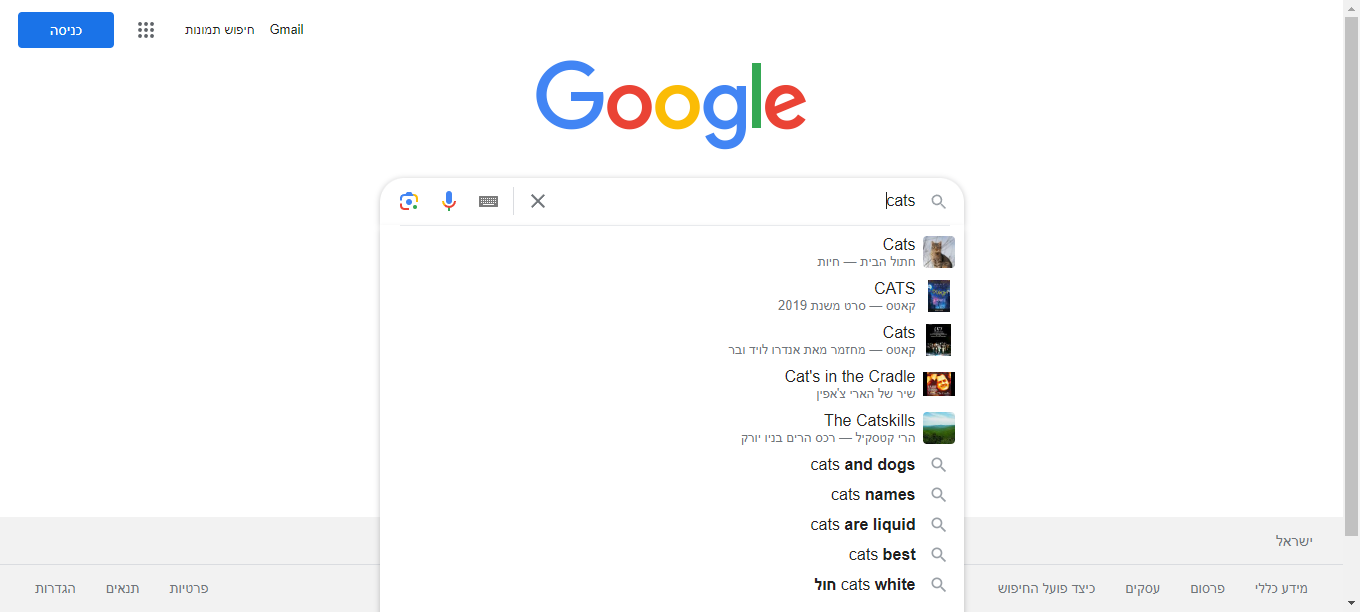 כניסה
חיפוש תמונות
Gmail
Google
cats
Cats
חתול הבית — חיות
CATS
קאטס — סרט משנת 2019
Cats
קאטס — מחזמר מאת אנדרו לויד ובר
Cat's in the Cradle
שיר של הארי צ'אפין
The Catskills
הרי קטסקיל — רכס הרים בניו יורק
cats and dogs
cats names
cats are liquid
cats best
חול cats white
ישראל
מידע כללי
פרסום
עסקים
כיצד פועל החיפוש
פרטיות
תנאים
הגדרות